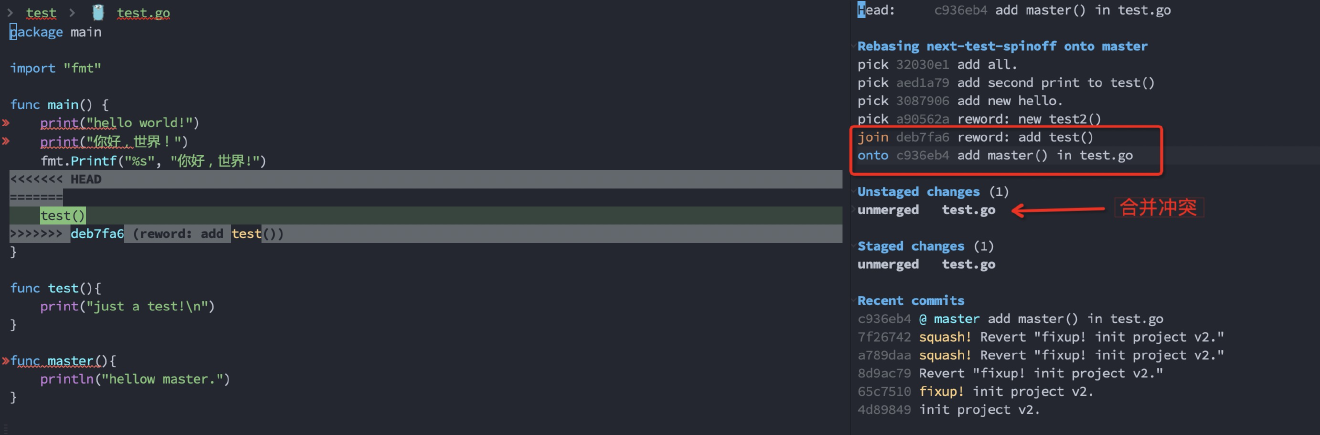 > test > test.go
package main
import "fmt"
func main() {
» print("hello world!")
» print("你好，世界！")
fmt.Printf("%s", "你好，世界!")
<<<<<<< HEAD
=======
test()
>>>>>>> deb7fa6 (reword: add test())
}
func test(){
print("just a test!\n")
}
»func master(){
println("hellow master.")
}
Head: c936eb4 add master() in test.go
Rebasing next-test-spinoff onto master
pick 32030e1 add all.
pick aed1a79 add second print to test()
pick 3087906 add new hello.
pick a90562a reword: new test2()
join deb7fa6 reword: add test()
onto c936eb4 add master() in test.go
Unstaged changes (1)
unmerged test.go
合并冲突
Staged changes (1)
unmerged test.go
Recent commits
c936eb4 @ master add master() in test.go
7f26742 squash! Revert "fixup! init project v2."
a789daa squash! Revert "fixup! init project v2."
8d9ac79 Revert "fixup! init project v2."
65c7510 fixup! init project v2.
4d89849 init project v2.